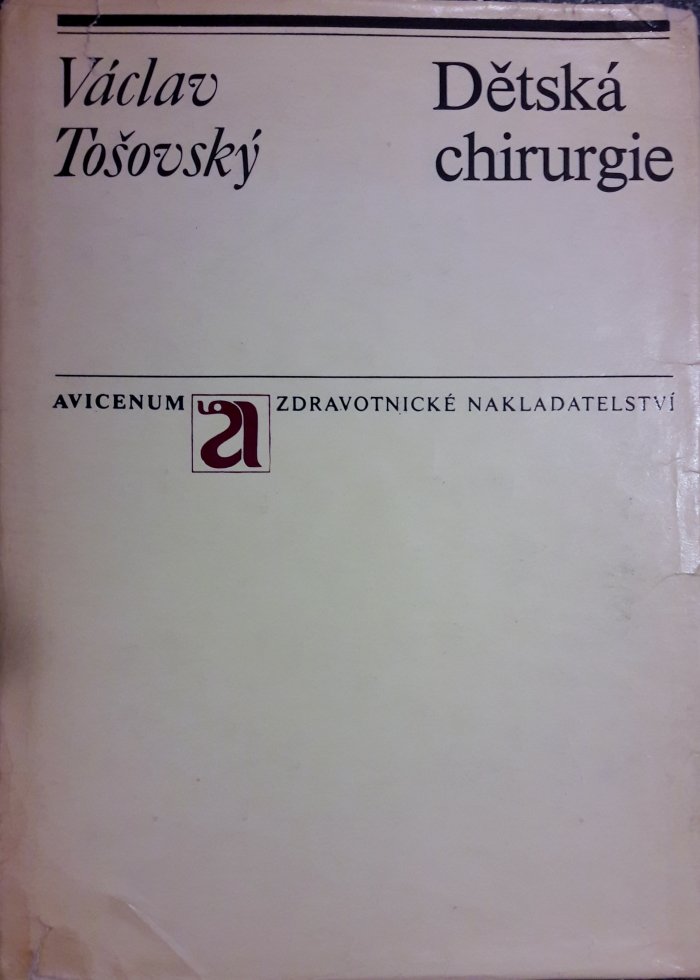 Václav
Tošovský
Dětská
chirurgie
AVICENUM
ZDRAVOTNICKÉ NAKLADATELSTVÍ